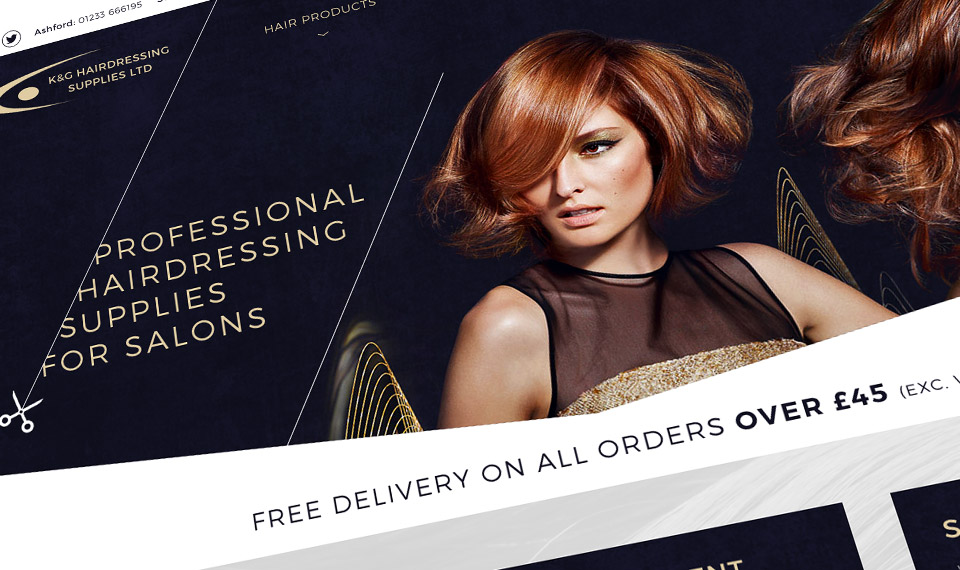 Ashford: 01233 666195
HAIR PRODUCTS
K&G HAIRDRESSING
SUPPLIES LTD
PROFESSIONAL
HAIRDRESSING
SUPPLIES
FOR SALONS
FREE DELIVERY ON ALL ORDERS OVER £45 (EXC.